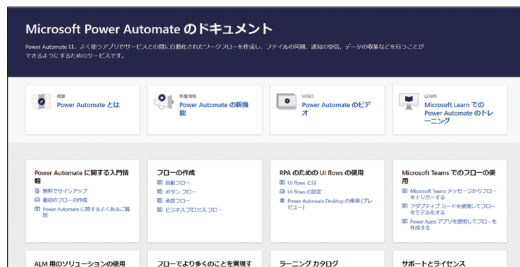 Microsoft Power Automate のドキュメント
Power Automate は、よく使うアプリやサービスとの間に自動化されたワークフローを作成し、ファイルの同期、通知の受信、データの収集などを行うことが
できるようにするためのサービスです。
概要
Power Automate とは
新着情報
Power Automate の新機
能
VIDEO
Power Automate のビデ
オ
LEARN
Microsoft Learn での
Power Automate のトレ
ーニング
Power Automate に関する入門情
報
無料でサインアップ
最初のフローの作成
Power Automate に関するよくあるご質
問
フローの作成
自動フロー
ボタン フロー
承認フロー
ビジネス プロセス フロー
RPA のための UI flows の使用
UI flows とは
UI flows の設定
Power Automate Desktop の使用 (プレ
ビュー)
Microsoft Teams でのフローの使
用
Microsoft Teams メッセージからフロー
をトリガーする
アダプティブ カードを使用してフロー
をモデル化する
Power Apps アプリを使用してフローを
作成する
ALM 用のソリューションの使用
フローでより多くのことを実現す
ラーニング カタログ
サポートとライセンス